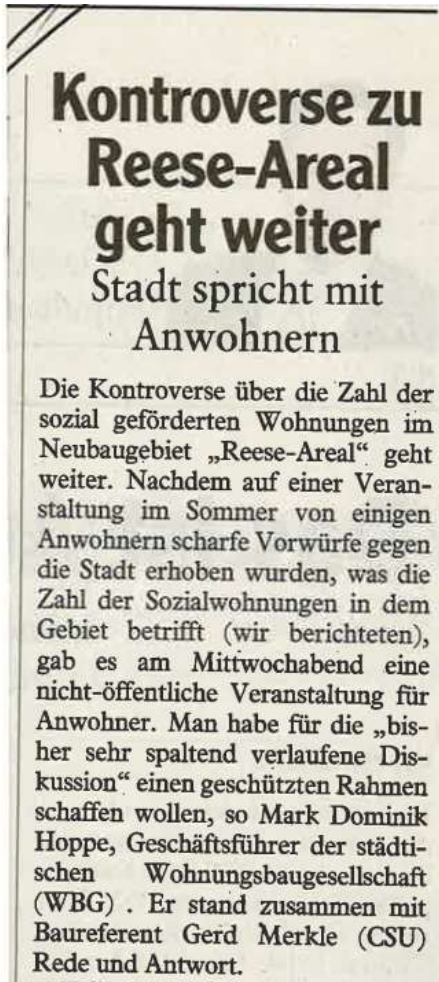 Kontroverse zu
Reese-Areal
geht weiter
Stadt spricht mit
Anwohnern
Die Kontroverse über die Zahl der
sozial geförderten Wohnungen im
Neubaugebiet „Reese-Areal“ geht
weiter. Nachdem auf einer Veran-
staltung im Sommer von einigen
Anwohnern scharfe Vorwürfe gegen
die Stadt erhoben wurden, was die
Zahl der Sozialwohnungen in dem
Gebiet betrifft (wir berichteten),
gab es am Mittwochabend eine
nicht-öffentliche Veranstaltung für
Anwohner. Man habe für die „bis-
her sehr spaltend verlaufene Dis-
kussion“ einen geschützten Rahmen
schaffen wollen, so Mark Dominik
Hoppe, Geschäftsführer der städti-
schen Wohnungsbaugesellschaft
(WBG) . Er stand zusammen mit
Baureferent Gerd Merkle (CSU)
Rede und Antwort.